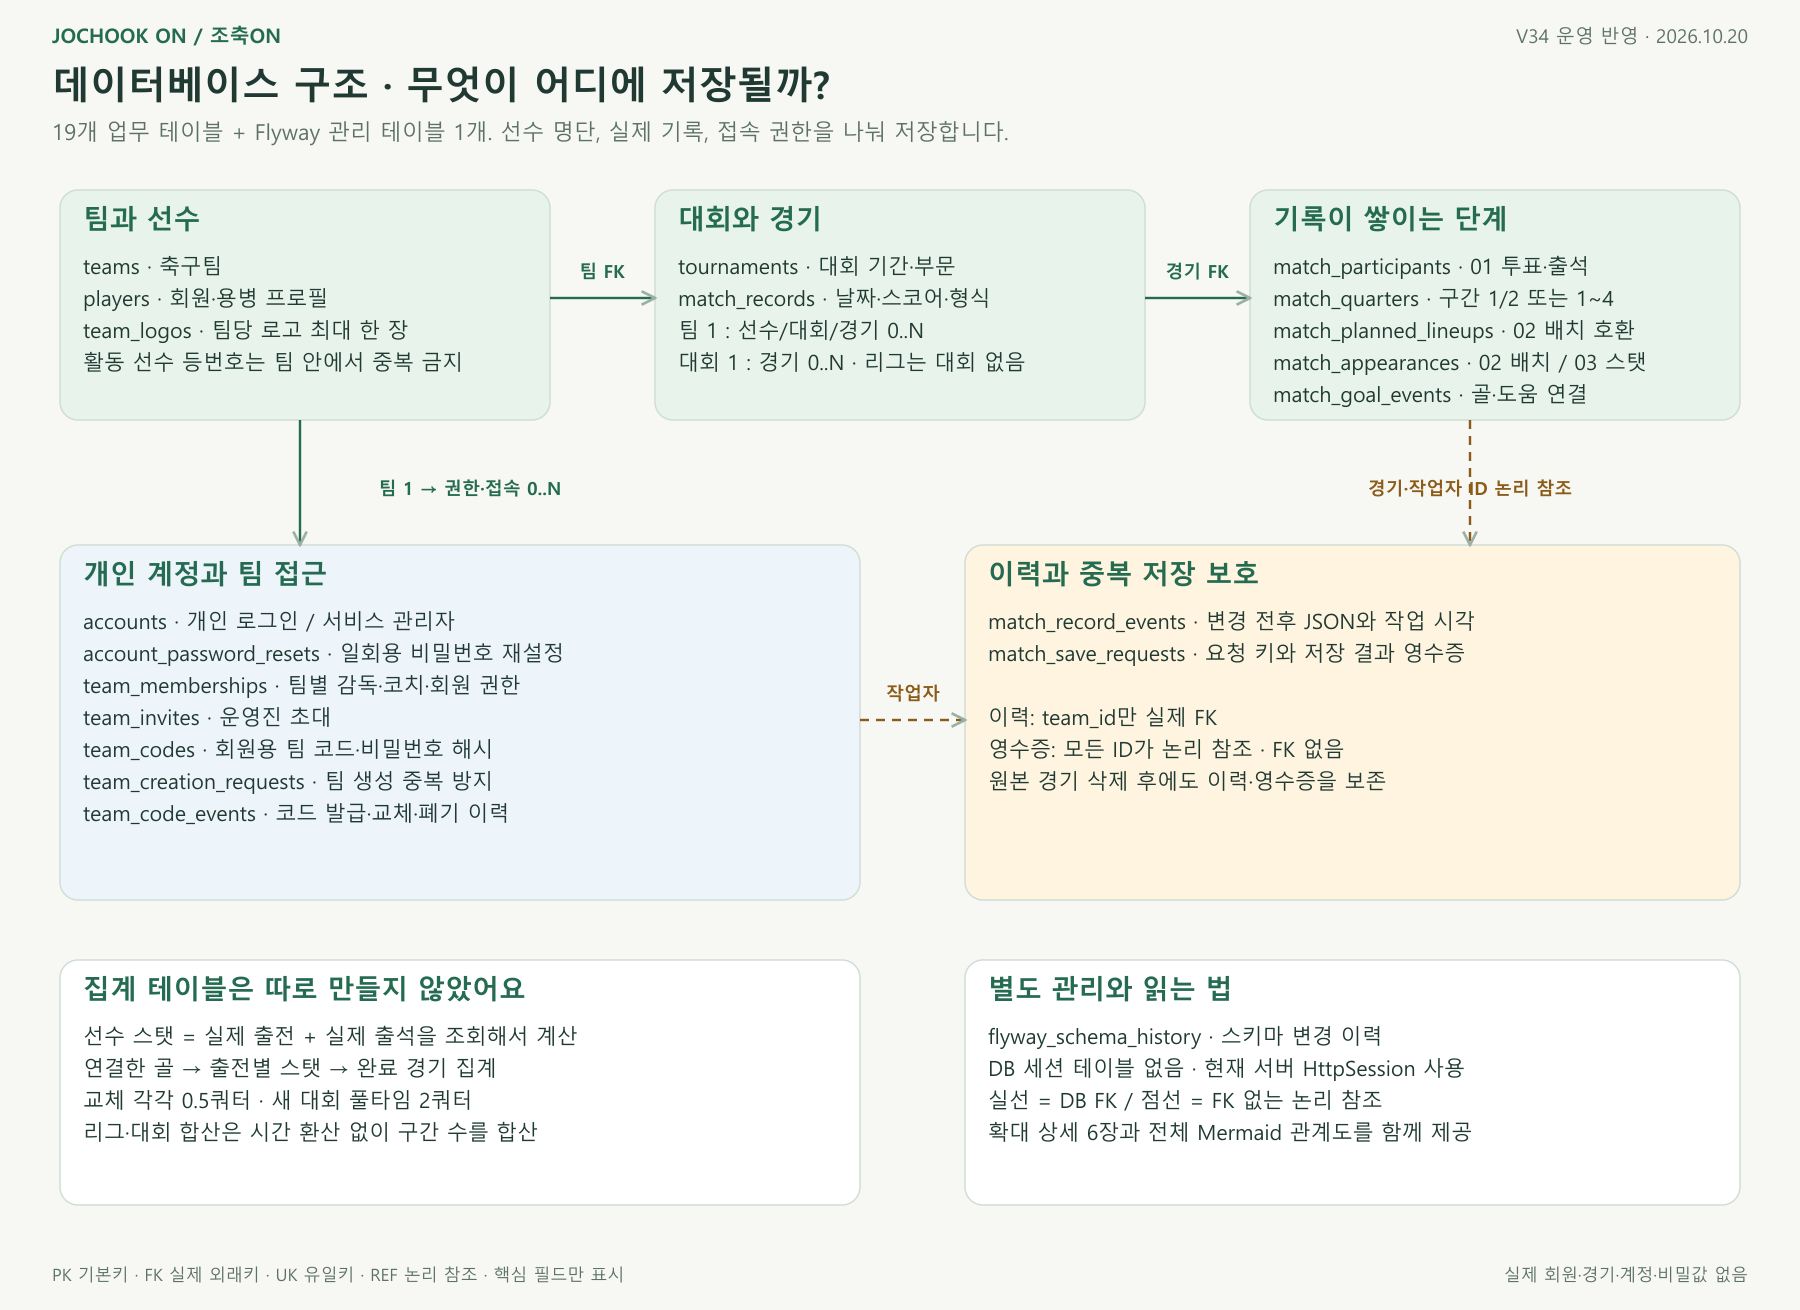 JOCHOOK ON / 조축ON
V34 운영 반영 · 2026.10.20
데이터베이스 구조 · 무엇이 어디에 저장될까?
19개 업무 테이블 + Flyway 관리 테이블 1개. 선수 명단, 실제 기록, 접속 권한을 나눠 저장합니다.
팀과 선수
teams · 축구팀
players · 회원·용병 프로필
team_logos · 팀당 로고 최대 한 장
활동 선수 등번호는 팀 안에서 중복 금지
팀 FK
대회와 경기
tournaments · 대회 기간·부문
match_records · 날짜·스코어·형식
팀 1 : 선수/대회/경기 0..N
대회 1 : 경기 0..N · 리그는 대회 없음
경기 FK
기록이 쌓이는 단계
match_participants · 01 투표·출석
match_quarters · 구간 1/2 또는 1~4
match_planned_lineups · 02 배치 호환
match_appearances · 02 배치 / 03 스탯
match_goal_events · 골·도움 연결
팀 1 → 권한·접속 0..N
경기·작업자 ID 논리 참조
개인 계정과 팀 접근
accounts · 개인 로그인 / 서비스 관리자
account_password_resets · 일회용 비밀번호 재설정
team_memberships · 팀별 감독·코치·회원 권한
team_invites · 운영진 초대
team_codes · 회원용 팀 코드·비밀번호 해시
team_creation_requests · 팀 생성 중복 방지
team_code_events · 코드 발급·교체·폐기 이력
작업자
이력과 중복 저장 보호
match_record_events · 변경 전후 JSON와 작업 시각
match_save_requests · 요청 키와 저장 결과 영수증
이력: team_id만 실제 FK
영수증: 모든 ID가 논리 참조 · FK 없음
원본 경기 삭제 후에도 이력·영수증을 보존
집계 테이블은 따로 만들지 않았어요
선수 스탯 = 실제 출전 + 실제 출석을 조회해서 계산
연결한 골 → 출전별 스탯 → 완료 경기 집계
교체 각각 0.5쿼터 · 새 대회 풀타임 2쿼터
리그·대회 합산은 시간 환산 없이 구간 수를 합산
별도 관리와 읽는 법
flyway_schema_history · 스키마 변경 이력
DB 세션 테이블 없음 · 현재 서버 HttpSession 사용
실선 = DB FK / 점선 = FK 없는 논리 참조
확대 상세 6장과 전체 Mermaid 관계도를 함께 제공
PK 기본키 · FK 실제 외래키 · UK 유일키 · REF 논리 참조 · 핵심 필드만 표시
실제 회원·경기·계정·비밀값 없음